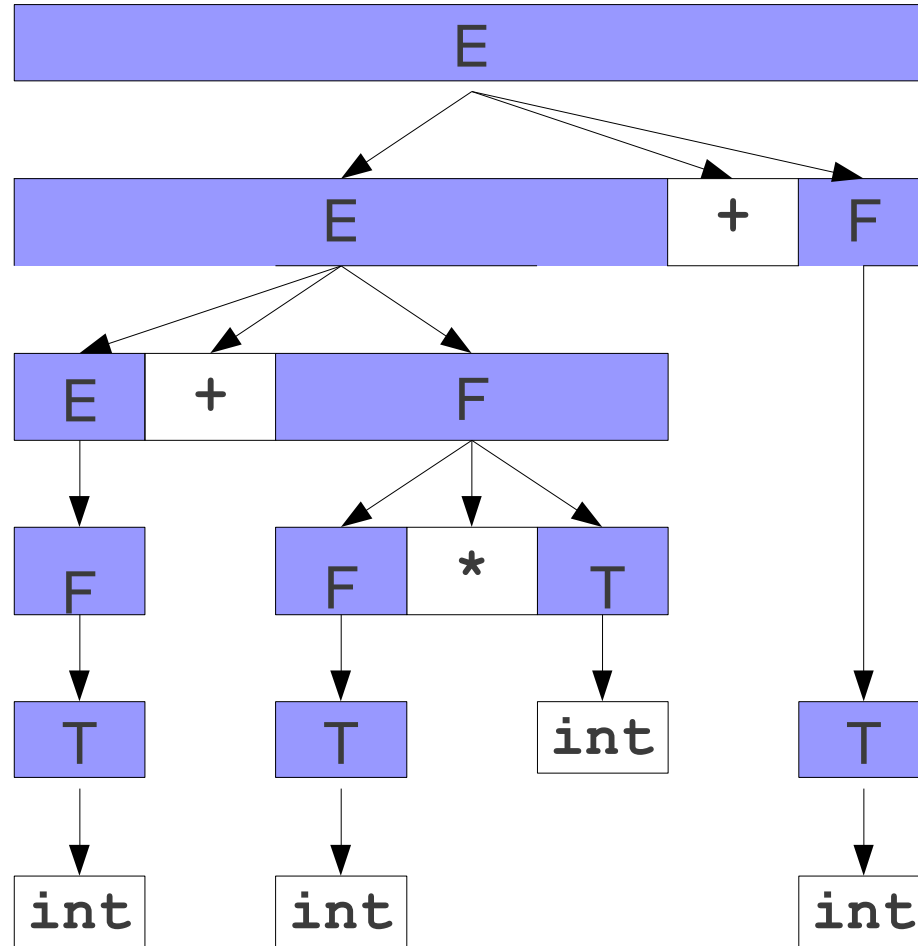 E
E + F
E + F
F F * T
T T int T
int int int